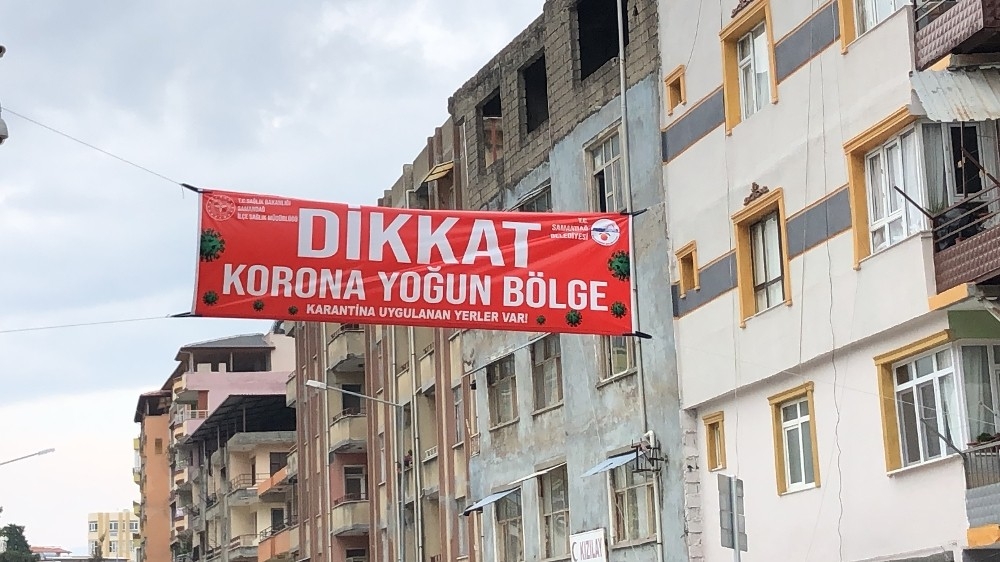 T.C. SAĞLIK BAKANLIĞI
SAMANDAĞ
İLÇE SAĞLIK MÜDÜRLÜĞÜ
T.C.
SAMANDAĞ
BELEDİYESİ
DİKKAT
KORONA YOĞUN BÖLGE
KARANTİNA UYGULANAN YERLER VAR!
KIZILAY